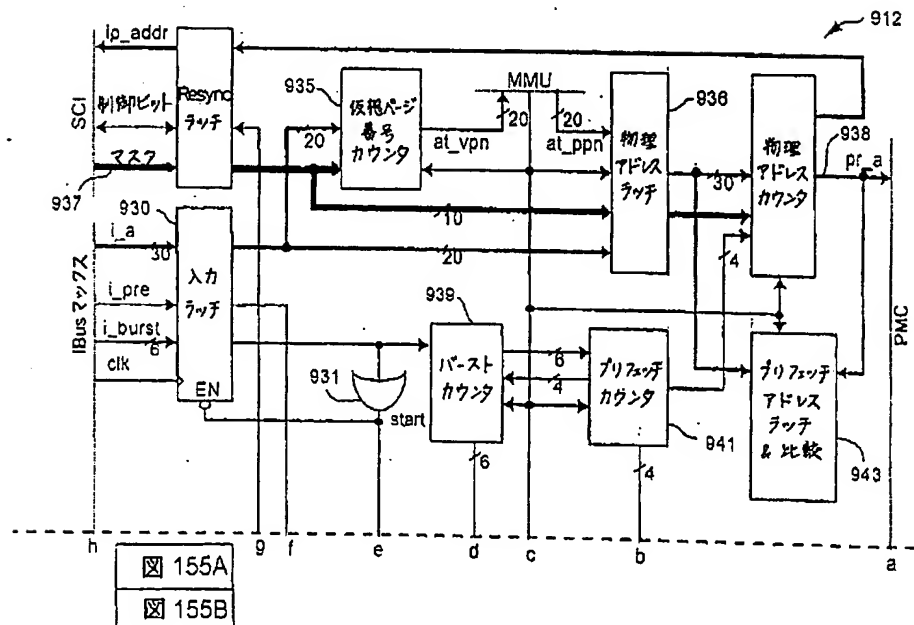 912
SCI
ip_addr
制御ビット
マスク
937
Resync
ラッチ
935
仮想ページ
番号
カウンタ
20
at_vpn
MMU
20
20
at_ppn
936
物理
アドレス
ラッチ
30
物理
アドレス
カウンタ
938
pr_a
10
20
4
930
IBusマックス
i_a
30
i_pre
i_burst
6
clk
入力
ラッチ
EN
931
start
939
バースト
カウンタ
6
4
6
プリフェッチ
カウンタ
941
4
プリフェッチ
アドレス
ラッチ
& 比較
943
PMC
h
g
f
e
d
c
b
a
図 155A
図 155B